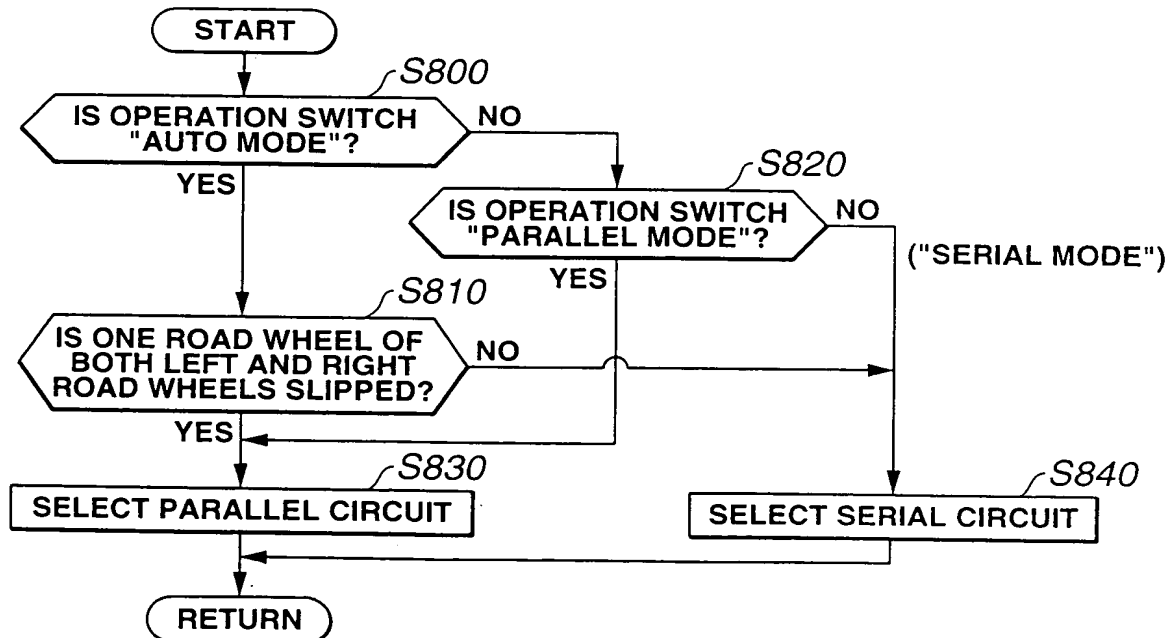 START
S800
IS OPERATION SWITCH
"AUTO MODE"?
NO
YES
S820
IS OPERATION SWITCH
"PARALLEL MODE"?
NO
("SERIAL MODE")
YES
S810
IS ONE ROAD WHEEL OF
BOTH LEFT AND RIGHT
ROAD WHEELS SLIPPED?
NO
YES
S830
SELECT PARALLEL CIRCUIT
S840
SELECT SERIAL CIRCUIT
RETURN